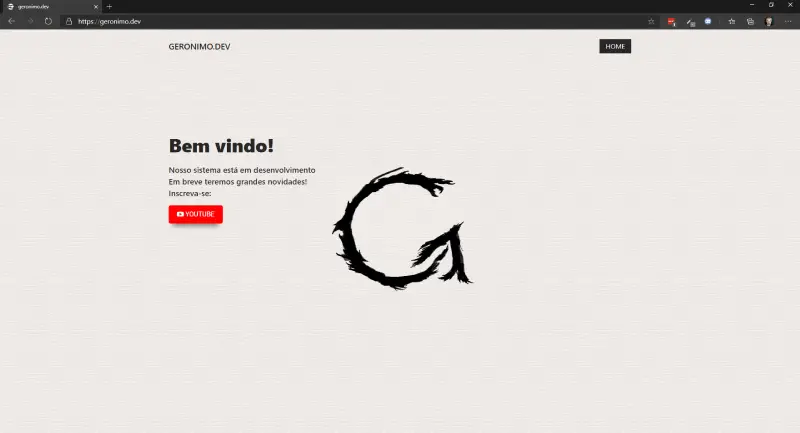 geronimo.dev
https://geronimo.dev
GERONIMO.DEV
HOME
Bem vindo!
Nosso sistema está em desenvolvimento
Em breve teremos grandes novidades!
Inscreva-se:
YOUTUBE
G